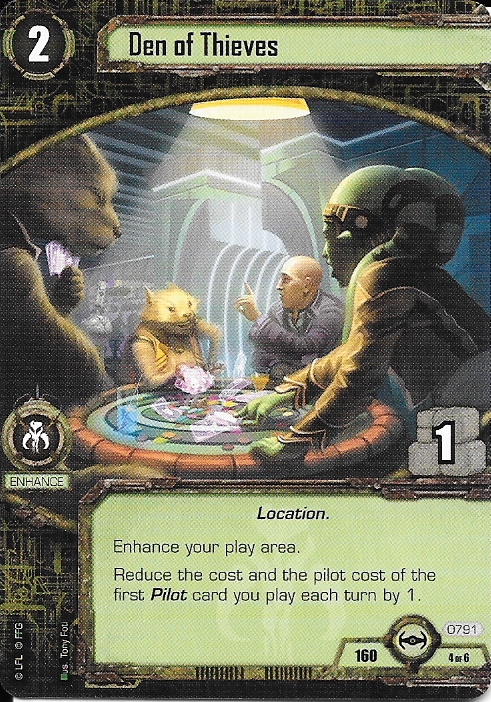 2
Den of Thieves
1
ENHANCE
Location.
Enhance your play area.
Reduce the cost and the pilot cost of the
first Pilot card you play each turn by 1.
© LFL © FFG
Illus. Tony Foti
0791
160
4 OF 6